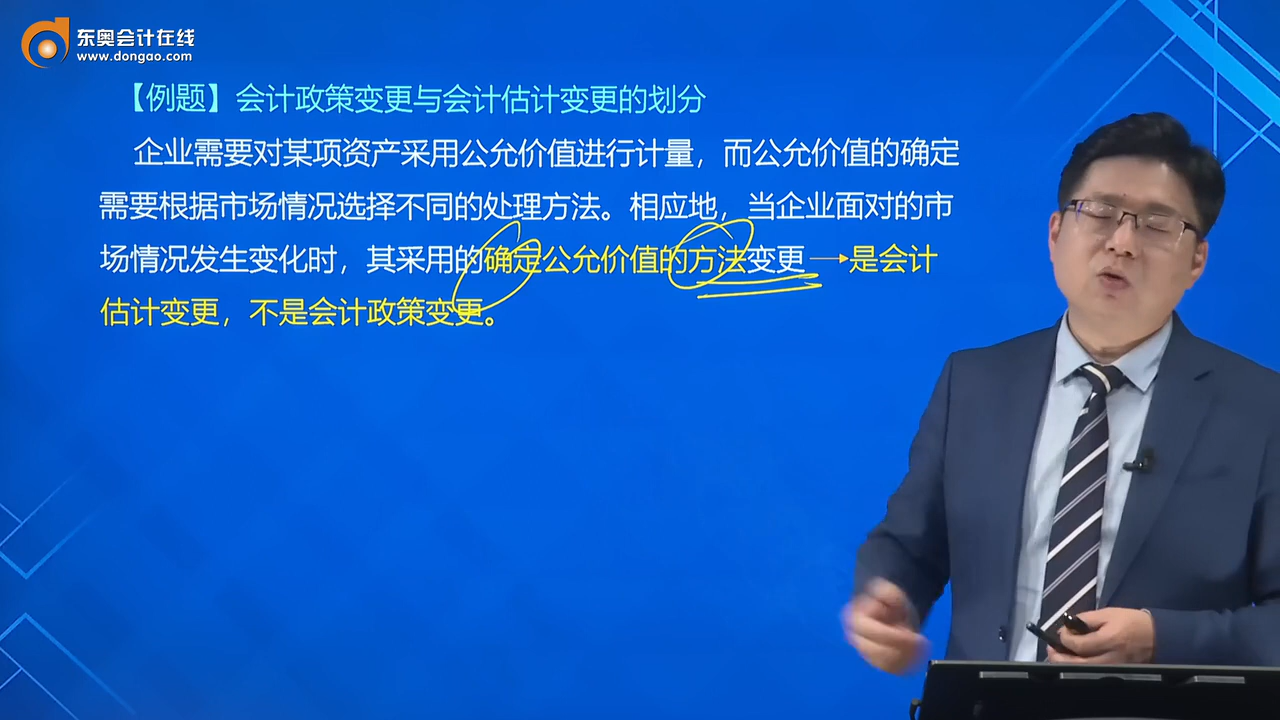 东奥会计在线
www.dongao.com
【例题】会计政策变更与会计估计变更的划分
企业需要对某项资产采用公允价值进行计量，而公允价值的确定
需要根据市场情况选择不同的处理方法。相应地，当企业面对的市
场情况发生变化时，其采用的确定公允价值的方法变更→是会计
估计变更，不是会计政策变更。